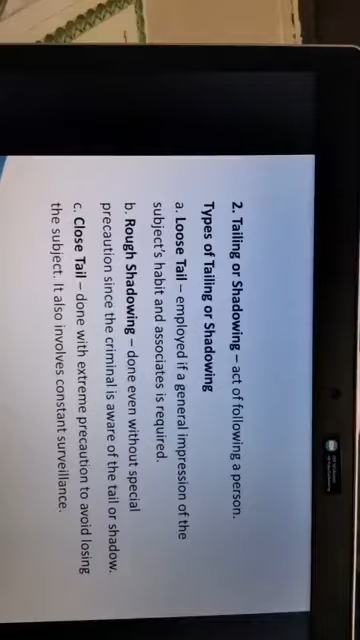 2. Tailing or Shadowing – act of following a person.
Types of Tailing or Shadowing
a. Loose Tail – employed if a general impression of the
subject's habit and associates is required.
b. Rough Shadowing – done even without special
precaution since the criminal is aware of the tail or shadow.
c. Close Tail – done with extreme precaution to avoid losing
the subject. It also involves constant surveillance.